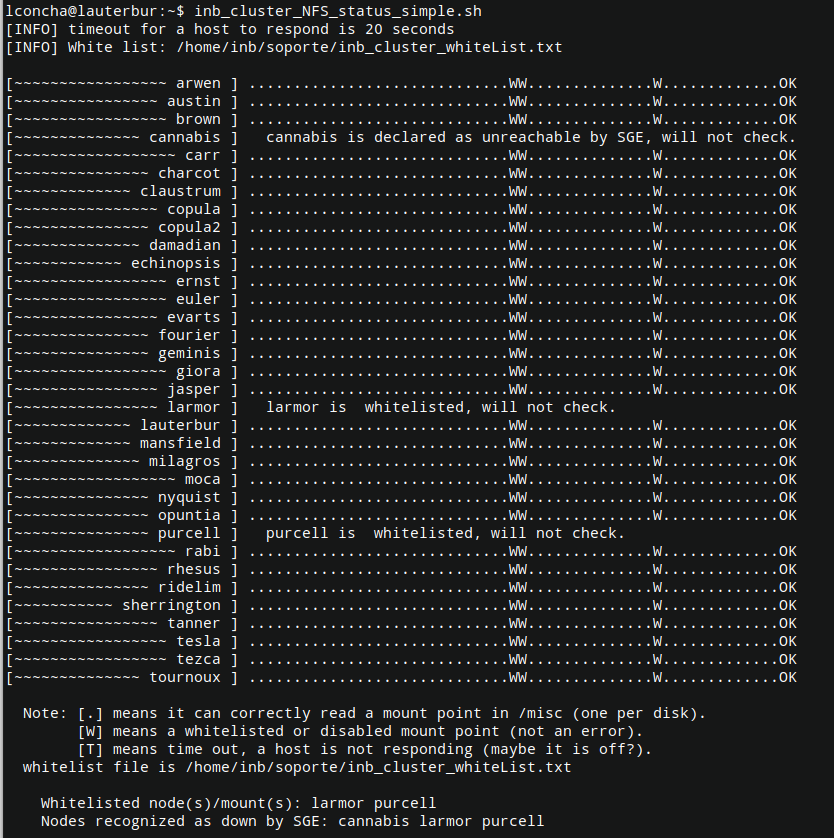 lconcha@lauterbur:~$ inb_cluster_NFS_status_simple.sh
[INFO] timeout for a host to respond is 20 seconds
[INFO] White list: /home/inb/soporte/inb_cluster_whiteList.txt
[~~~~~~~~~~~~~~~~~ arwen ] .............................WW..............W.............OK
[~~~~~~~~~~~~~~~~ austin ] .............................WW..............W.............OK
[~~~~~~~~~~~~~~~~~ brown ] .............................WW..............W.............OK
[~~~~~~~~~~~~~~ cannabis ]   cannabis is declared as unreachable by SGE, will not check.
[~~~~~~~~~~~~~~~~~~ carr ] .............................WW..............W.............OK
[~~~~~~~~~~~~~~~ charcot ] .............................WW..............W.............OK
[~~~~~~~~~~~~~ claustrum ] .............................WW..............W.............OK
[~~~~~~~~~~~~~~~~ copula ] .............................WW..............W.............OK
[~~~~~~~~~~~~~~~ copula2 ] .............................WW..............W.............OK
[~~~~~~~~~~~~~~ damadian ] .............................WW..............W.............OK
[~~~~~~~~~~~~ echinopsis ] .............................WW..............W.............OK
[~~~~~~~~~~~~~~~~~ ernst ] .............................WW..............W.............OK
[~~~~~~~~~~~~~~~~~ euler ] .............................WW..............W.............OK
[~~~~~~~~~~~~~~~~ evarts ] .............................WW..............W.............OK
[~~~~~~~~~~~~~~~ fourier ] .............................WW..............W.............OK
[~~~~~~~~~~~~~~~ geminis ] .............................WW..............W.............OK
[~~~~~~~~~~~~~~~~~ giora ] .............................WW..............W.............OK
[~~~~~~~~~~~~~~~~ jasper ] .............................WW..............W.............OK
[~~~~~~~~~~~~~~~~ larmor ]   larmor is  whitelisted, will not check.
[~~~~~~~~~~~~~ lauterbur ] .............................WW..............W.............OK
[~~~~~~~~~~~~~ mansfield ] .............................WW..............W.............OK
[~~~~~~~~~~~~~~ milagros ] .............................WW..............W.............OK
[~~~~~~~~~~~~~~~~~~ moca ] .............................WW..............W.............OK
[~~~~~~~~~~~~~~~ nyquist ] .............................WW..............W.............OK
[~~~~~~~~~~~~~~~ opuntia ] .............................WW..............W.............OK
[~~~~~~~~~~~~~~~ purcell ]   purcell is  whitelisted, will not check.
[~~~~~~~~~~~~~~~~~~ rabi ] .............................WW..............W.............OK
[~~~~~~~~~~~~~~~~ rhesus ] .............................WW..............W.............OK
[~~~~~~~~~~~~~~~ ridelim ] .............................WW..............W.............OK
[~~~~~~~~~~~ sherrington ] .............................WW..............W.............OK
[~~~~~~~~~~~~~~~~ tanner ] .............................WW..............W.............OK
[~~~~~~~~~~~~~~~~~ tesla ] .............................WW..............W.............OK
[~~~~~~~~~~~~~~~~~ tezca ] .............................WW..............W.............OK
[~~~~~~~~~~~~~~ tournoux ] .............................WW..............W.............OK
Note: [.] means it can correctly read a mount point in /misc (one per disk).
[W] means a whitelisted or disabled mount point (not an error).
[T] means time out, a host is not responding (maybe it is off?).
whitelist file is /home/inb/soporte/inb_cluster_whiteList.txt
Whitelisted node(s)/mount(s): larmor purcell
Nodes recognized as down by SGE: cannabis larmor purcell